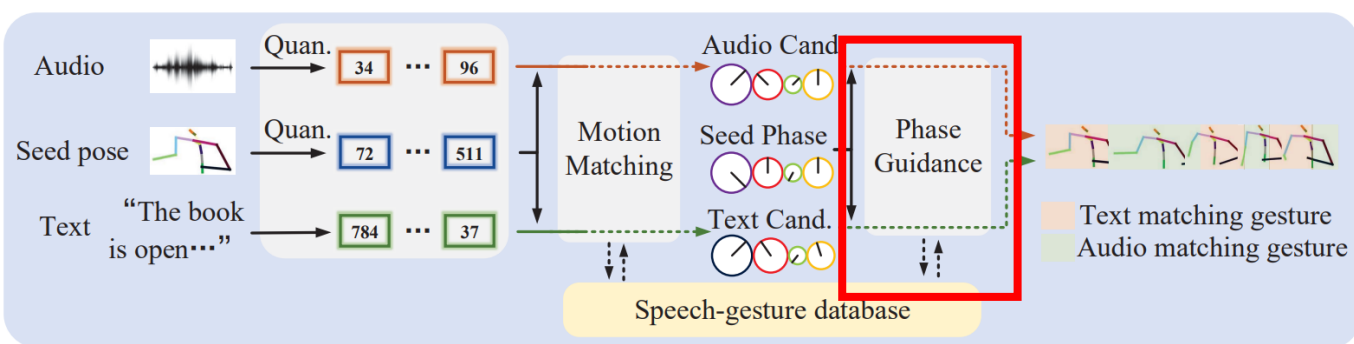 Audio
Quan.
34 ··· 96
Seed pose
Quan.
72 ··· 511
Text
“The book
is open···”
784 ··· 37
Motion
Matching
Audio Cand.
Seed Phase
Text Cand.
Phase
Guidance
Speech-gesture database
Text matching gesture
Audio matching gesture